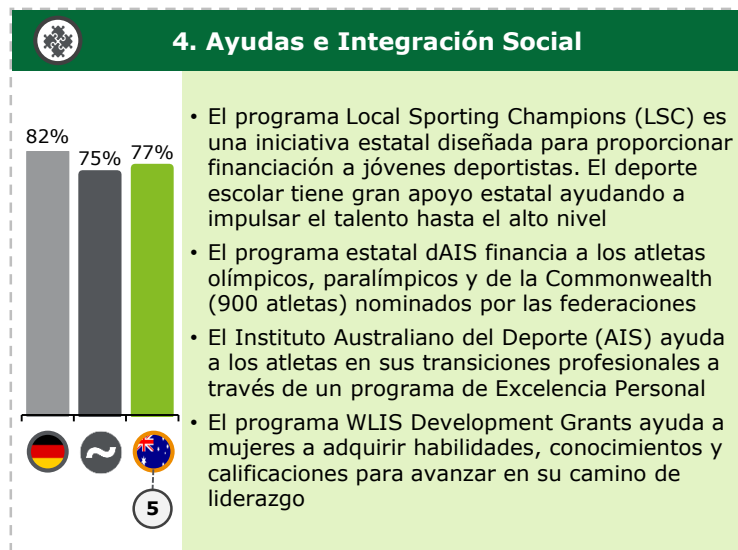 4. Ayudas e Integración Social
82%
75%
77%
5
• El programa Local Sporting Champions (LSC) es
una iniciativa estatal diseñada para proporcionar
financiación a jóvenes deportistas. El deporte
escolar tiene gran apoyo estatal ayudando a
impulsar el talento hasta el alto nivel
• El programa estatal dAIS financia a los atletas
olímpicos, paralímpicos y de la Commonwealth
(900 atletas) nominados por las federaciones
• El Instituto Australiano del Deporte (AIS) ayuda
a los atletas en sus transiciones profesionales a
través de un programa de Excelencia Personal
• El programa WLIS Development Grants ayuda a
mujeres a adquirir habilidades, conocimientos y
calificaciones para avanzar en su camino de
liderazgo